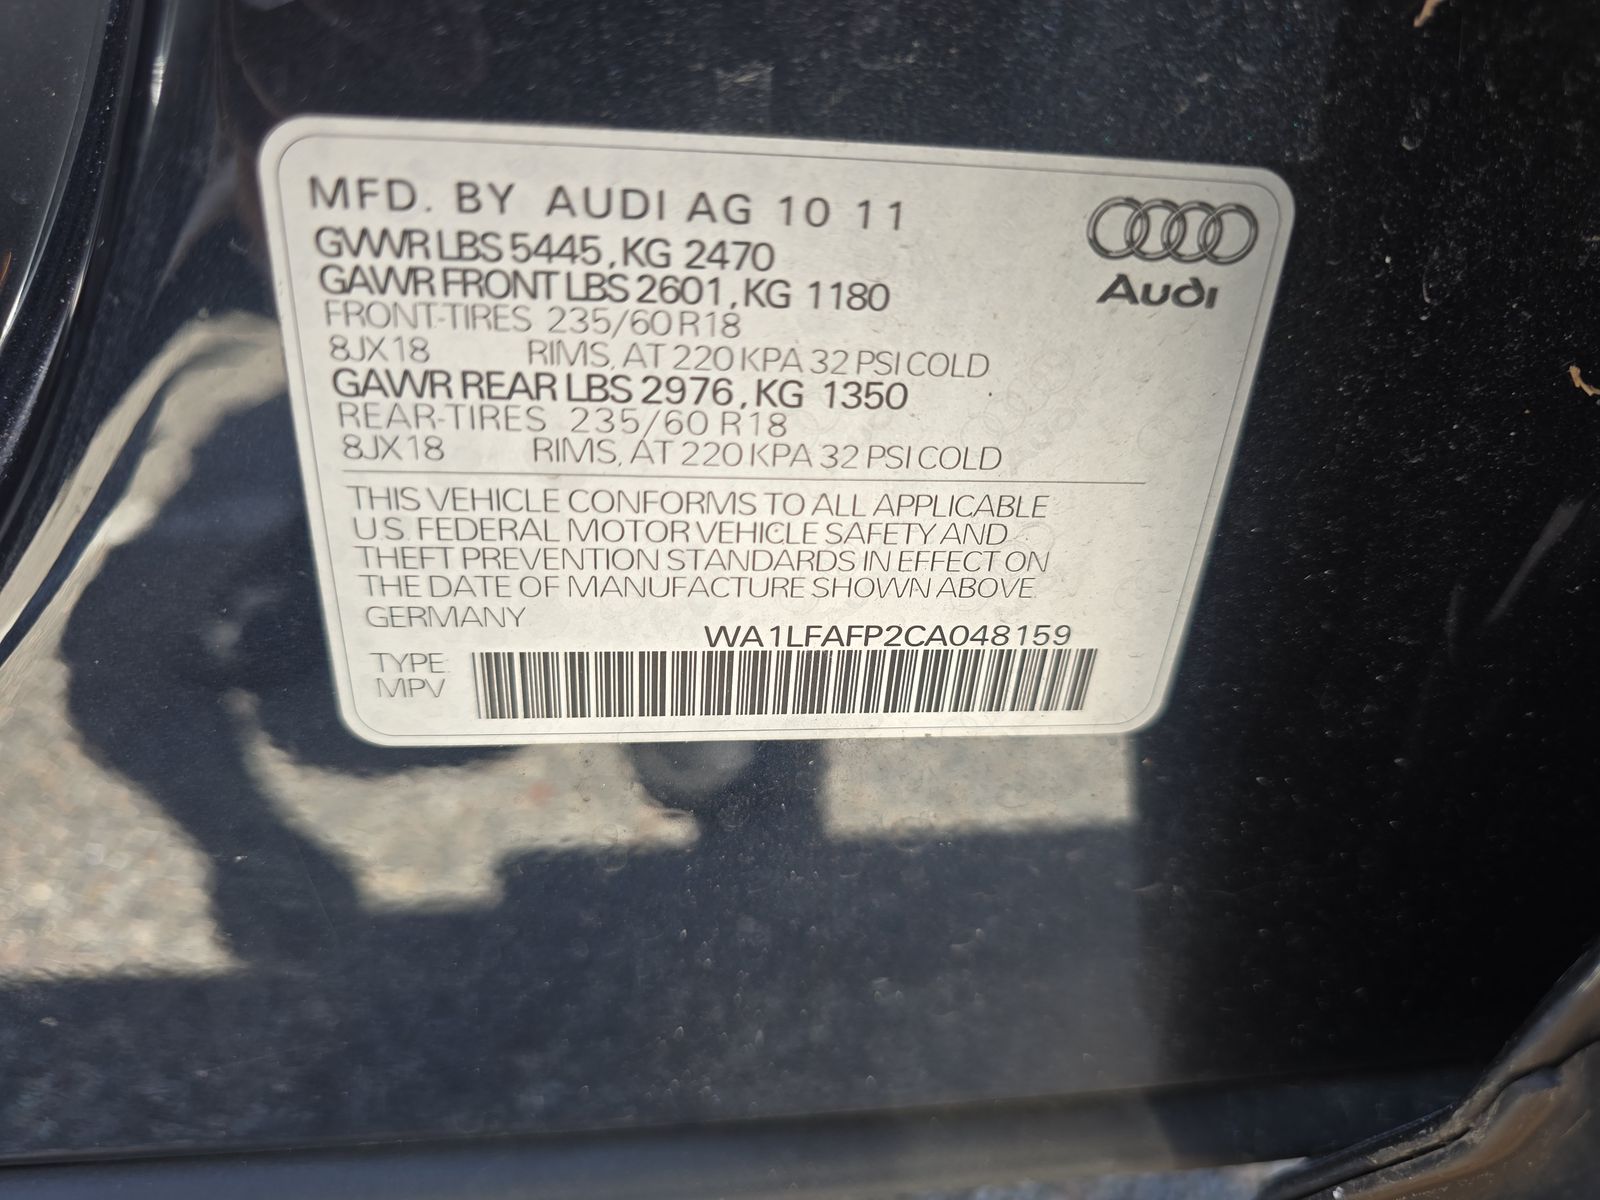 MFD. BY AUDI AG 10 11
GVWR LBS 5445, KG 2470
GAWR FRONT LBS 2601, KG 1180
FRONT-TIRES 235/60 R18
8JX18 RIMS, AT 220 KPA 32 PSI COLD
GAWR REAR LBS 2976, KG 1350
REAR-TIRES 235/60 R18
8JX18 RIMS, AT 220 KPA 32 PSI COLD
Audi
THIS VEHICLE CONFORMS TO ALL APPLICABLE
U.S. FEDERAL MOTOR VEHICLE SAFETY AND
THEFT PREVENTION STANDARDS IN EFFECT ON
THE DATE OF MANUFACTURE SHOWN ABOVE.
GERMANY
WA1LFAFP2CA048159
TYPE:
MPV